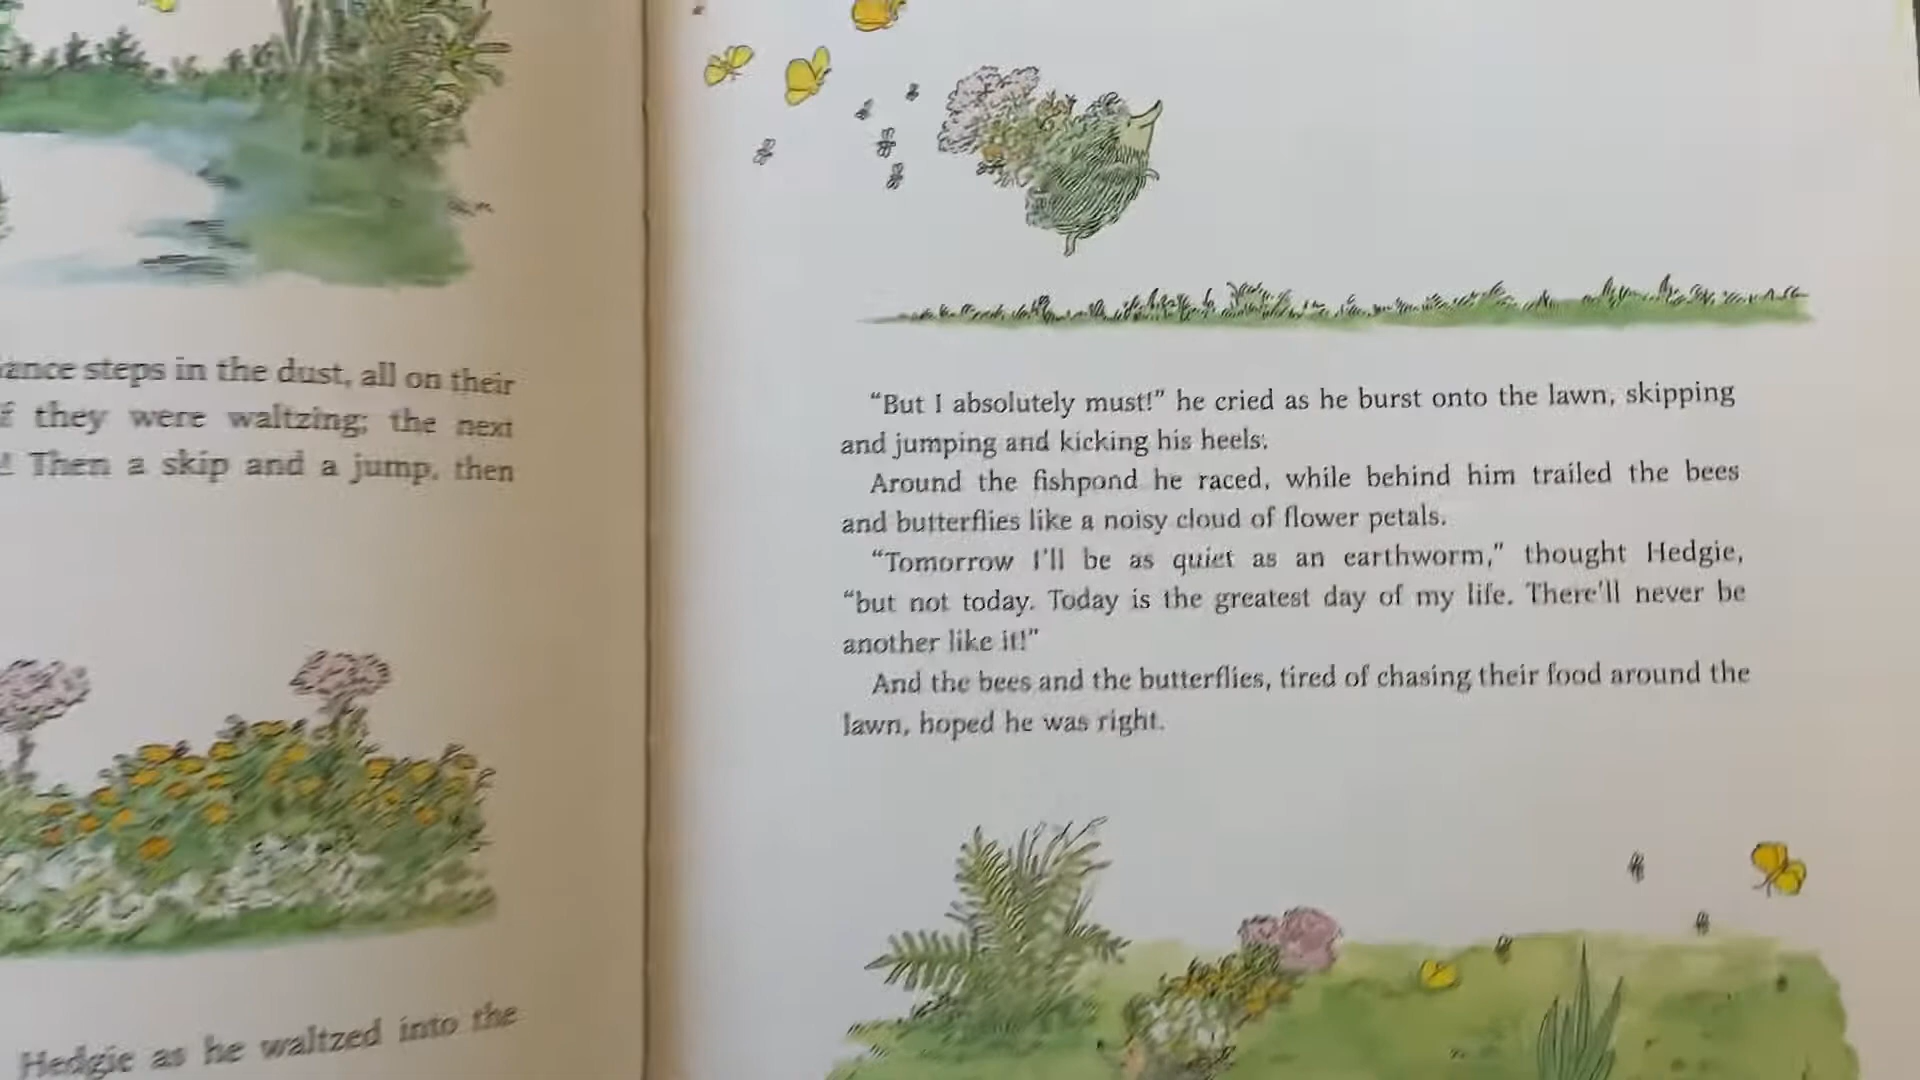 ance steps in the dust, all on their
if they were waltzing; the next
! Then a skip and a jump, then
Hedgie as he waltzed into the
"But I absolutely must!" he cried as he burst onto the lawn, skipping
and jumping and kicking his heels.
Around the fishpond he raced, while behind him trailed the bees
and butterflies like a noisy cloud of flower petals.
"Tomorrow I'll be as quiet as an earthworm," thought Hedgie,
"but not today. Today is the greatest day of my life. There'll never be
another like it!"
And the bees and the butterflies, tired of chasing their food around the
lawn, hoped he was right.